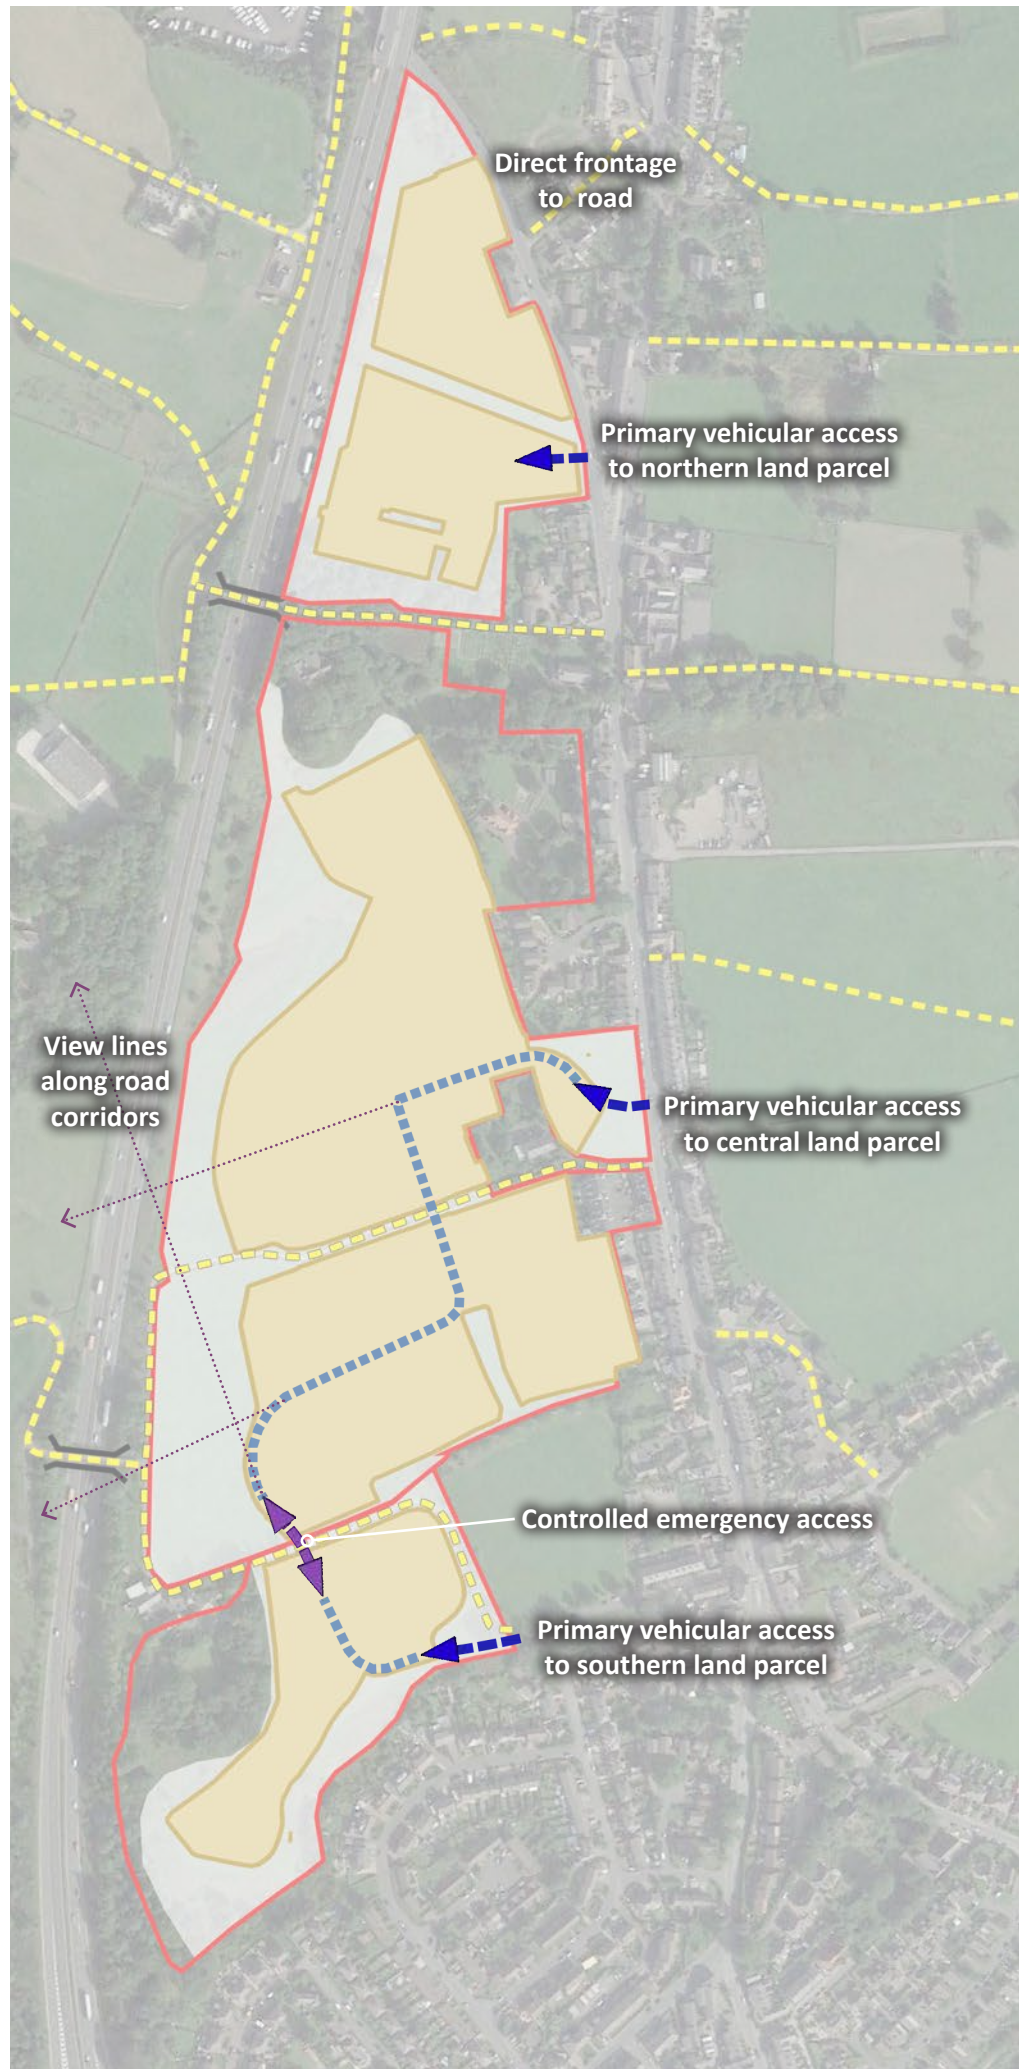 Direct frontage
to road
Primary vehicular access
to northern land parcel
View lines
along road
corridors
Primary vehicular access
to central land parcel
Controlled emergency access
Primary vehicular access
to southern land parcel